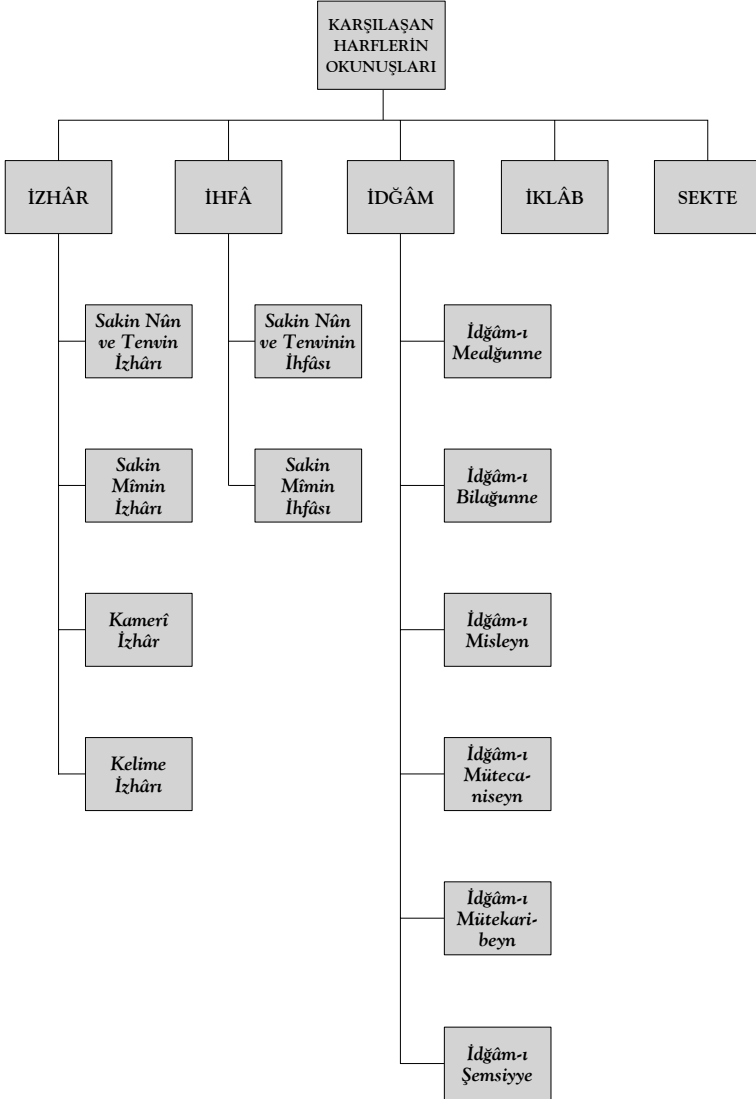 KARŞILAŞAN
HARFLERİN
OKUNUŞLARI
İZHÂR
İHFÂ
İDĞÂM
İKLÂB
SEKTE
Sakin Nûn
ve Tenvin
İzhârı
Sakin
Mîmin
İzhârı
Kamerî
İzhâr
Kelime
İzhârı
Sakin Nûn
ve Tenvinin
İhfâsı
Sakin
Mîmin
İhfâsı
İdğâm-ı
Mealğunne
İdğâm-ı
Bilağunne
İdğâm-ı
Misleyn
İdğâm-ı
Müteca-
niseyn
İdğâm-ı
Mütekari-
beyn
İdğâm-ı
Şemsiyye